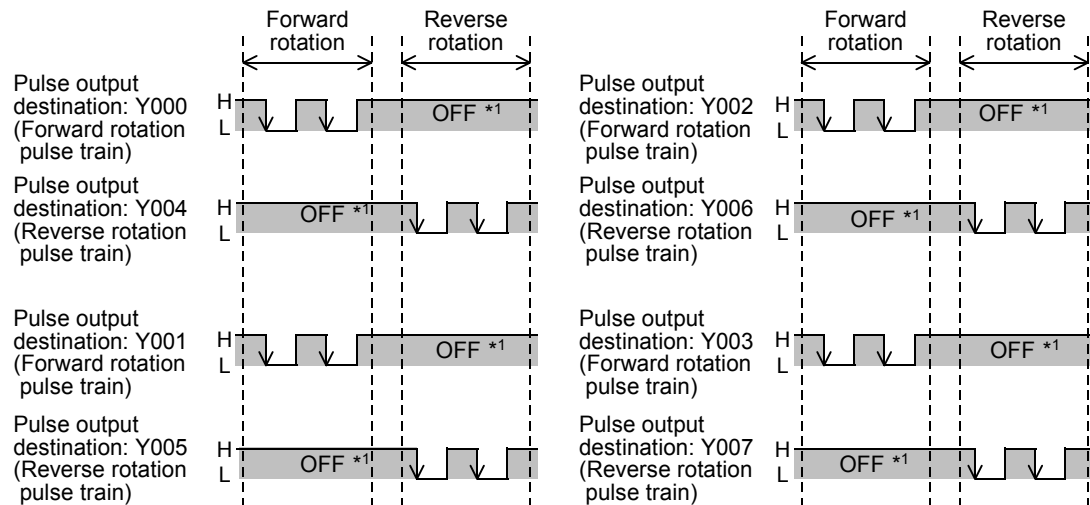 Forward
rotation
Reverse
rotation
Pulse output
destination: Y000
(Forward rotation
pulse train)
H
L
OFF *1
Pulse output
destination: Y004
(Reverse rotation
pulse train)
H
L
OFF *1
Pulse output
destination: Y001
(Forward rotation
pulse train)
H
L
OFF *1
Pulse output
destination: Y005
(Reverse rotation
pulse train)
H
L
OFF *1
Forward
rotation
Reverse
rotation
Pulse output
destination: Y002
(Forward rotation
pulse train)
H
L
OFF *1
Pulse output
destination: Y006
(Reverse rotation
pulse train)
H
L
OFF *1
Pulse output
destination: Y003
(Forward rotation
pulse train)
H
L
OFF *1
Pulse output
destination: Y007
(Reverse rotation
pulse train)
H
L
OFF *1